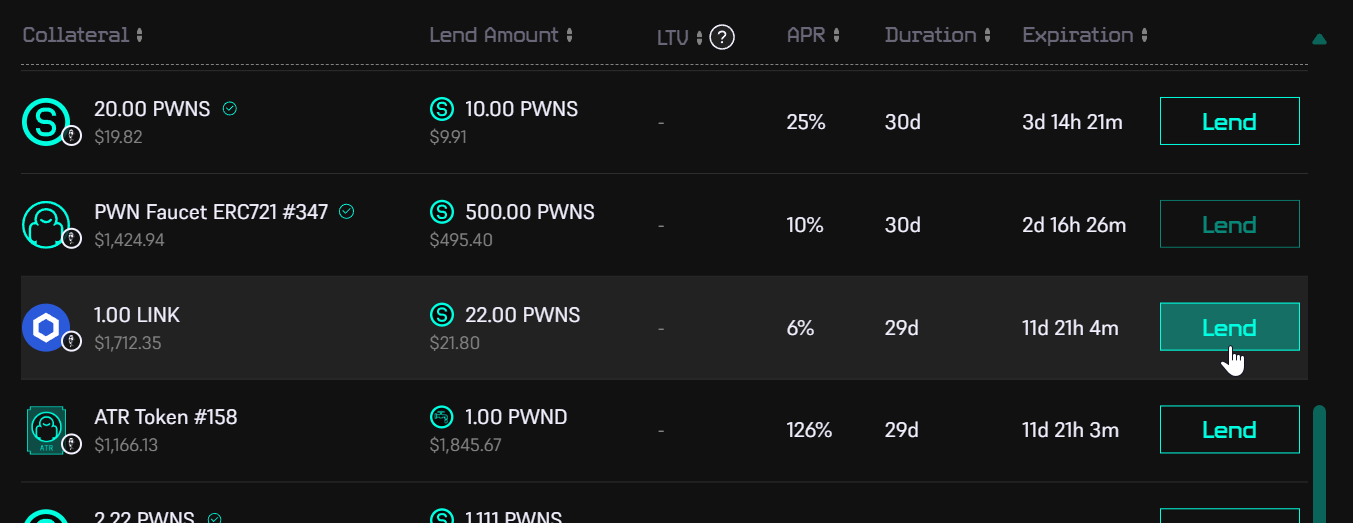 Collateral Lend Amount LTV ? APR Duration Expiration
20.00 PWNS 10.00 PWNS - 25% 30d 3d 14h 21m Lend
$19.82 $9.91
PWN Faucet ERC721 #347 500.00 PWNS - 10% 30d 2d 16h 26m Lend
$1,424.94 $495.40
1.00 LINK 22.00 PWNS - 6% 29d 11d 21h 4m Lend
$1,712.35 $21.80
ATR Token #158 1.00 PWND - 126% 29d 11d 21h 3m Lend
$1,166.13 $1,845.67
ATR
2.22 PWNS 1.111 PWNS